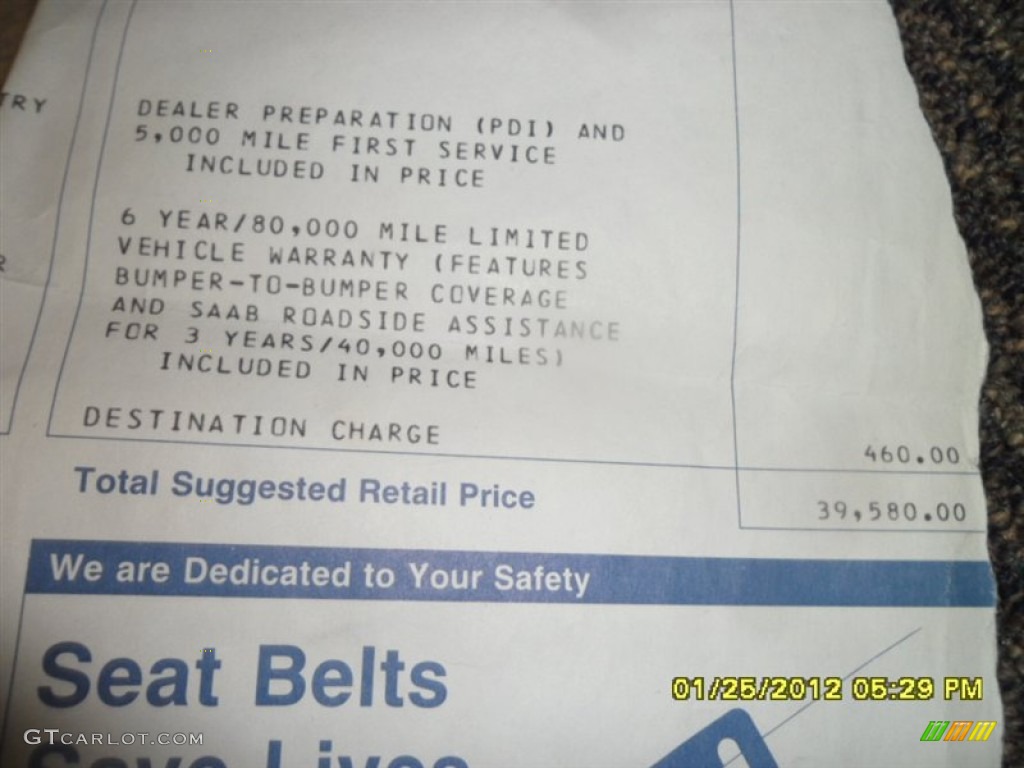 TRY
DEALER PREPARATION (PDI) AND
5,000 MILE FIRST SERVICE
INCLUDED IN PRICE
6 YEAR/80,000 MILE LIMITED
VEHICLE WARRANTY (FEATURES
BUMPER-TO-BUMPER COVERAGE
AND SAAB ROADSIDE ASSISTANCE
FOR 3 YEARS/40,000 MILES)
INCLUDED IN PRICE
DESTINATION CHARGE 460.00
Total Suggested Retail Price 39,580.00
We are Dedicated to Your Safety
Seat Belts
Save Lives
01/25/2012 05:29 PM
GTCARLOT.COM